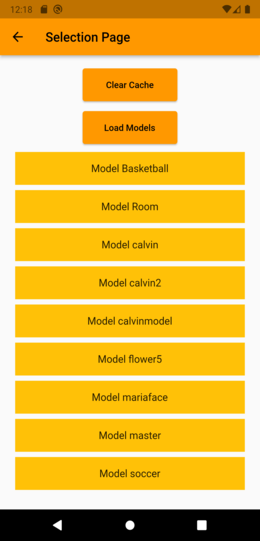 12:18
Selection Page
Clear Cache
Load Models
Model Basketball
Model Room
Model calvin
Model calvin2
Model calvinmodel
Model flower5
Model mariaface
Model master
Model soccer